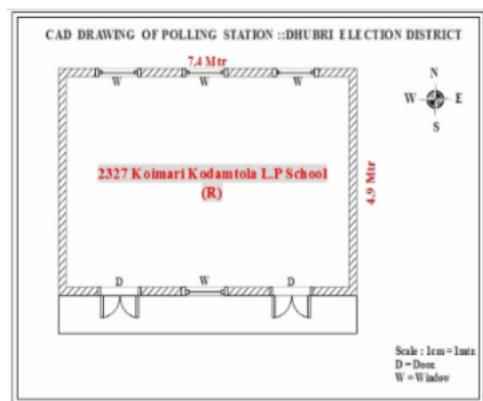 CAD DRAWING OF POLLING STATION ::DHUBRI ELECTION DISTRICT
7.4 Mtr
W W W
N
W E
S
2327 Koimari Kodamtola L.P School
(R)
4.9 Mtr
D W D
Scale : 1cm = 1mtr.
D = Door.
W = Window